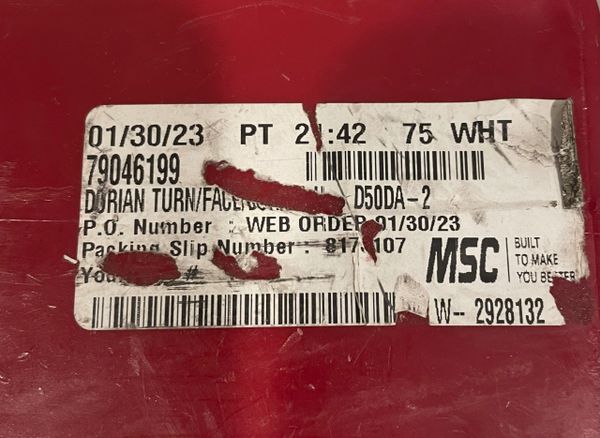 01/30/23 PT 2 :42 75 WHT
79046199
DORIAN TURN/FACE/ D50DA-2
P.O. Number : WEB ORDER 01/30/23
Packing Slip Number : 817 107
#
MSC
BUILT
TO MAKE
YOU BETTER
W-- 2928132